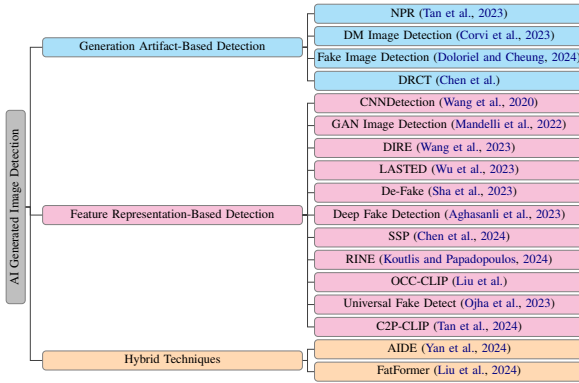 AI Generated Image Detection
Generation Artifact-Based Detection
NPR (Tan et al., 2023)
DM Image Detection (Corvi et al., 2023)
Fake Image Detection (Doloriel and Cheung, 2024)
DRCT (Chen et al.)
Feature Representation-Based Detection
CNNDetection (Wang et al., 2020)
GAN Image Detection (Mandelli et al., 2022)
DIRE (Wang et al., 2023)
LASTED (Wu et al., 2023)
De-Fake (Sha et al., 2023)
Deep Fake Detection (Aghasanli et al., 2023)
SSP (Chen et al., 2024)
RINE (Koutlis and Papadopoulos, 2024)
OCC-CLIP (Liu et al.)
Universal Fake Detect (Ojha et al., 2023)
C2P-CLIP (Tan et al., 2024)
Hybrid Techniques
AIDE (Yan et al., 2024)
FatFormer (Liu et al., 2024)